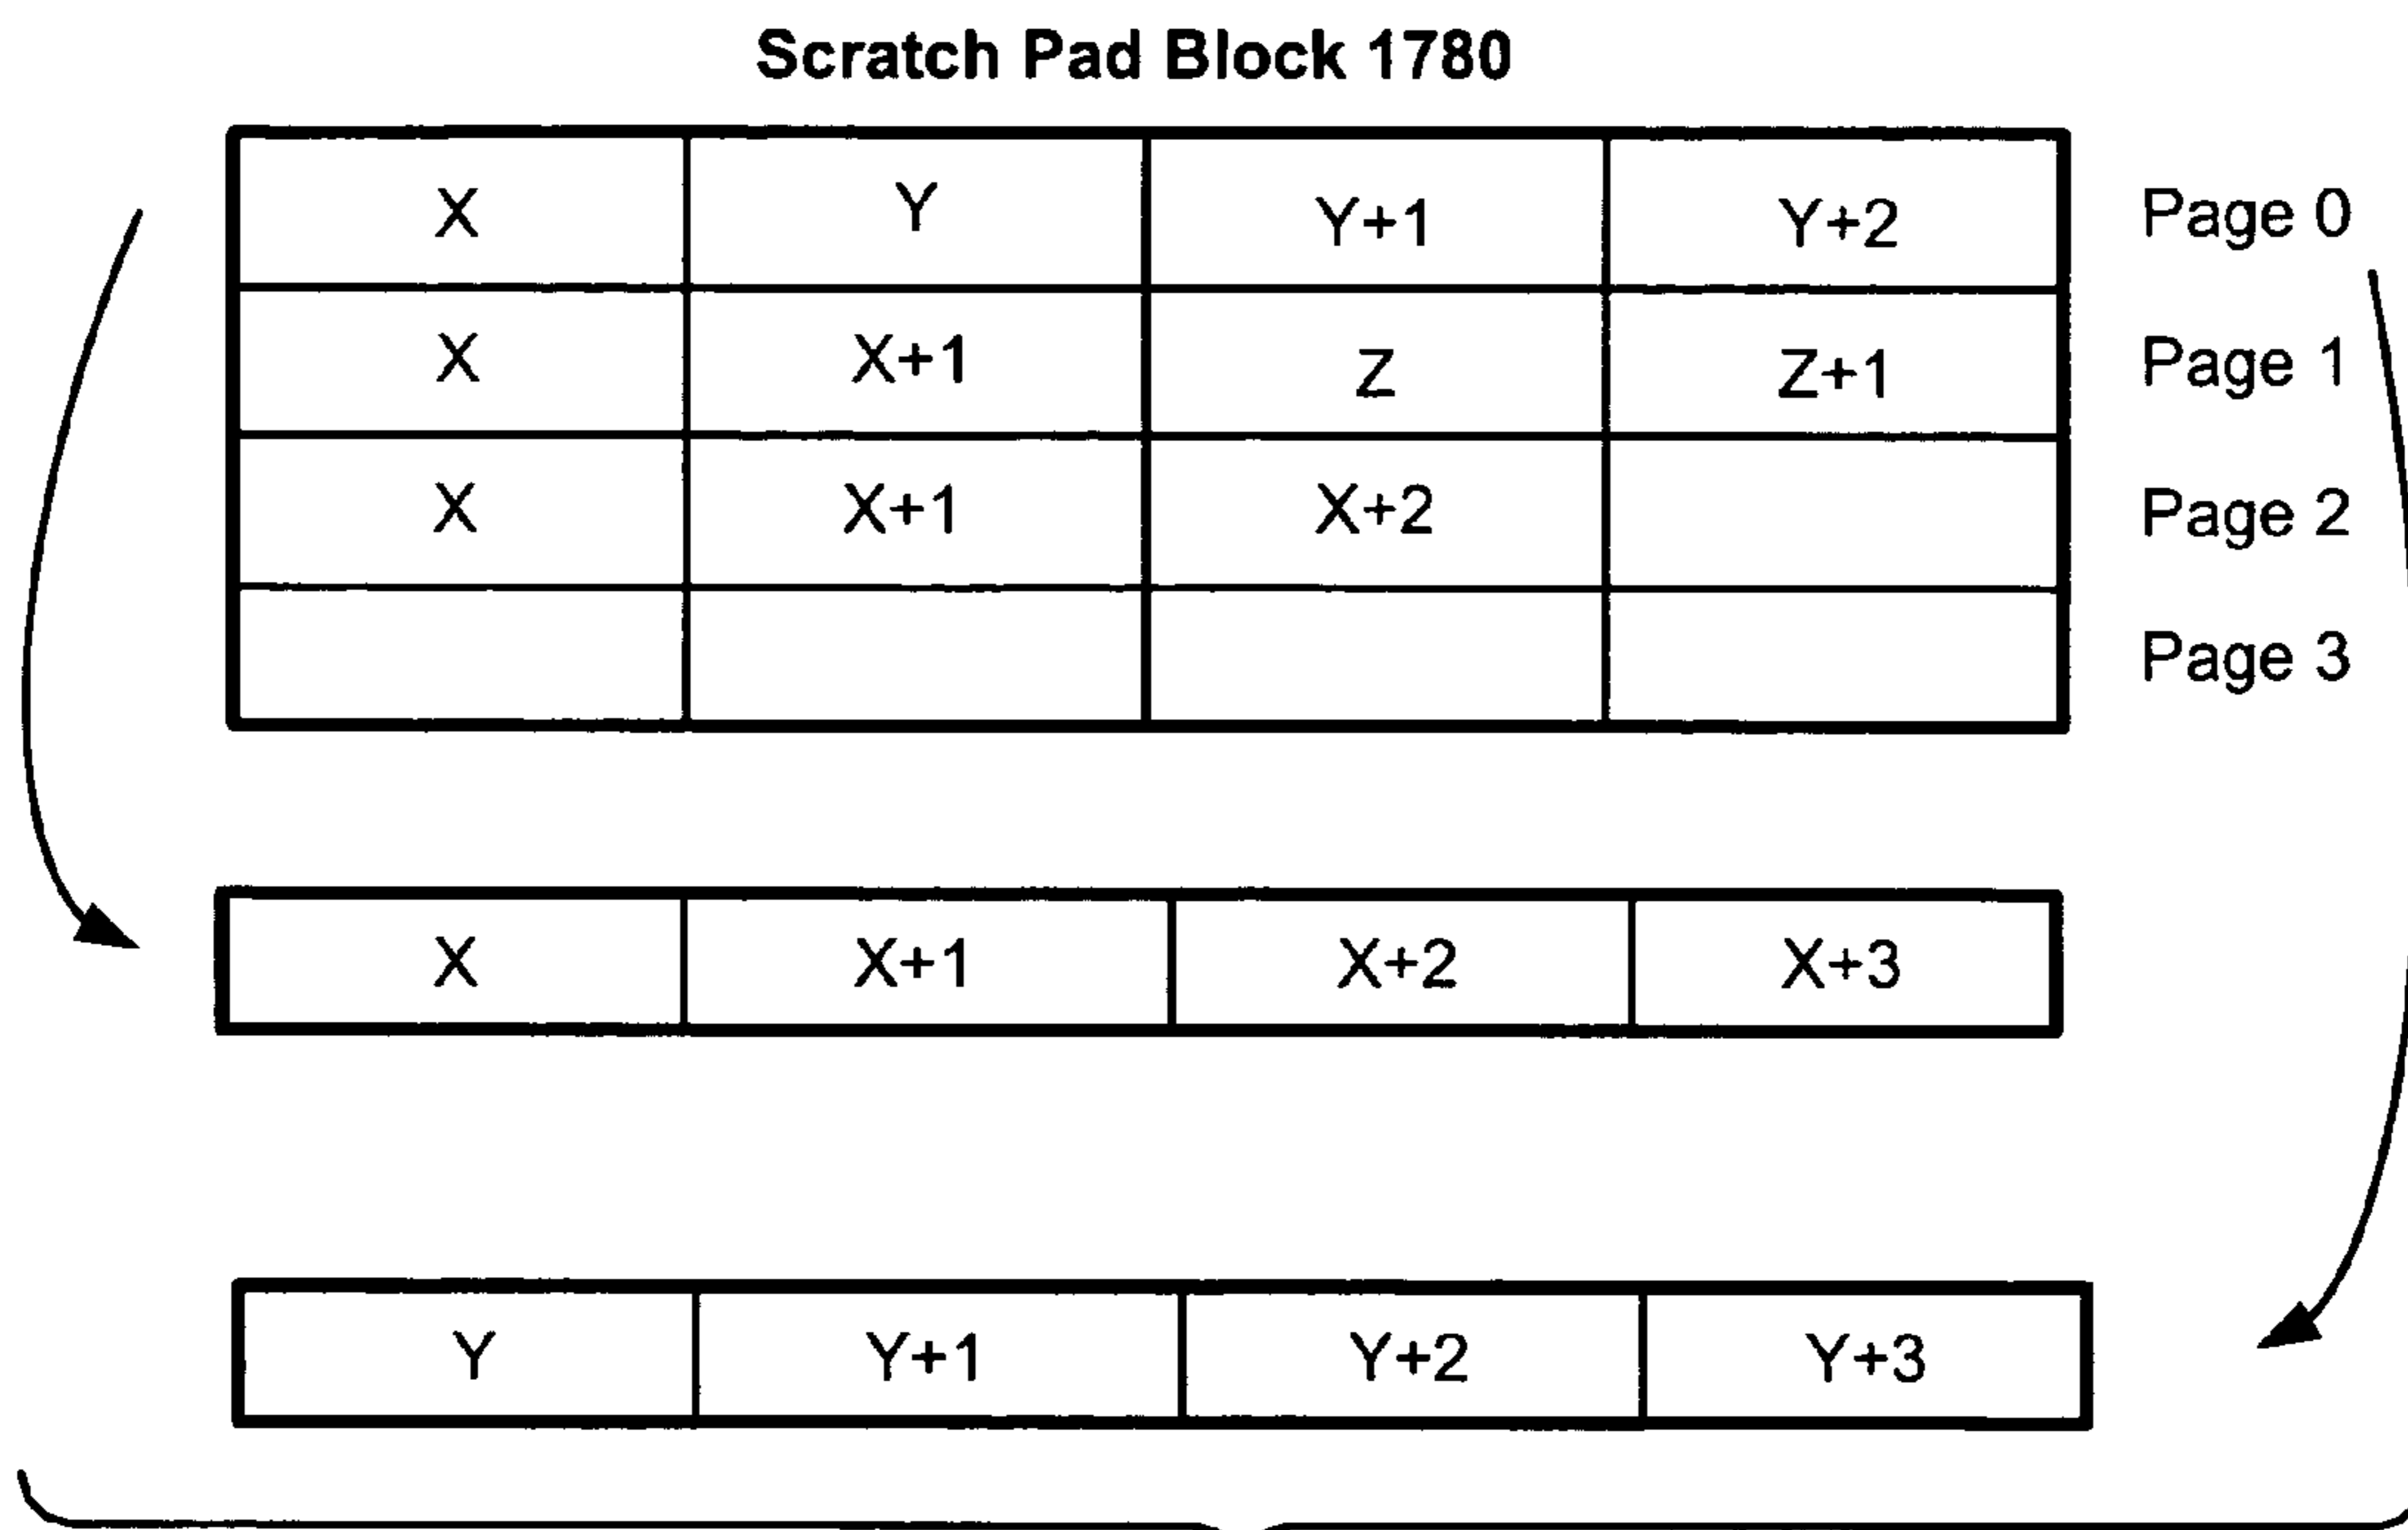 Scratch Pad Block 1780
X Y Y+1 Y+2 Page 0
X X+1 Z Z+1 Page 1
X X+1 X+2 Page 2
Page 3
X X+1 X+2 X+3
Y Y+1 Y+2 Y+3